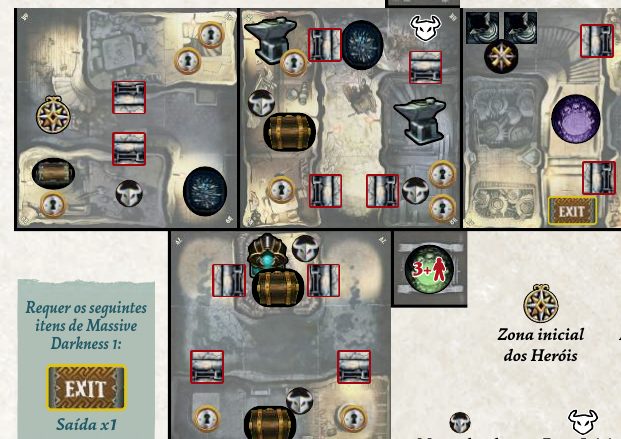 EXIT
3+
Requer os seguintes
itens de Massive
Darkness 1:
EXIT
Saída x1
Zona inicial
dos Heróis